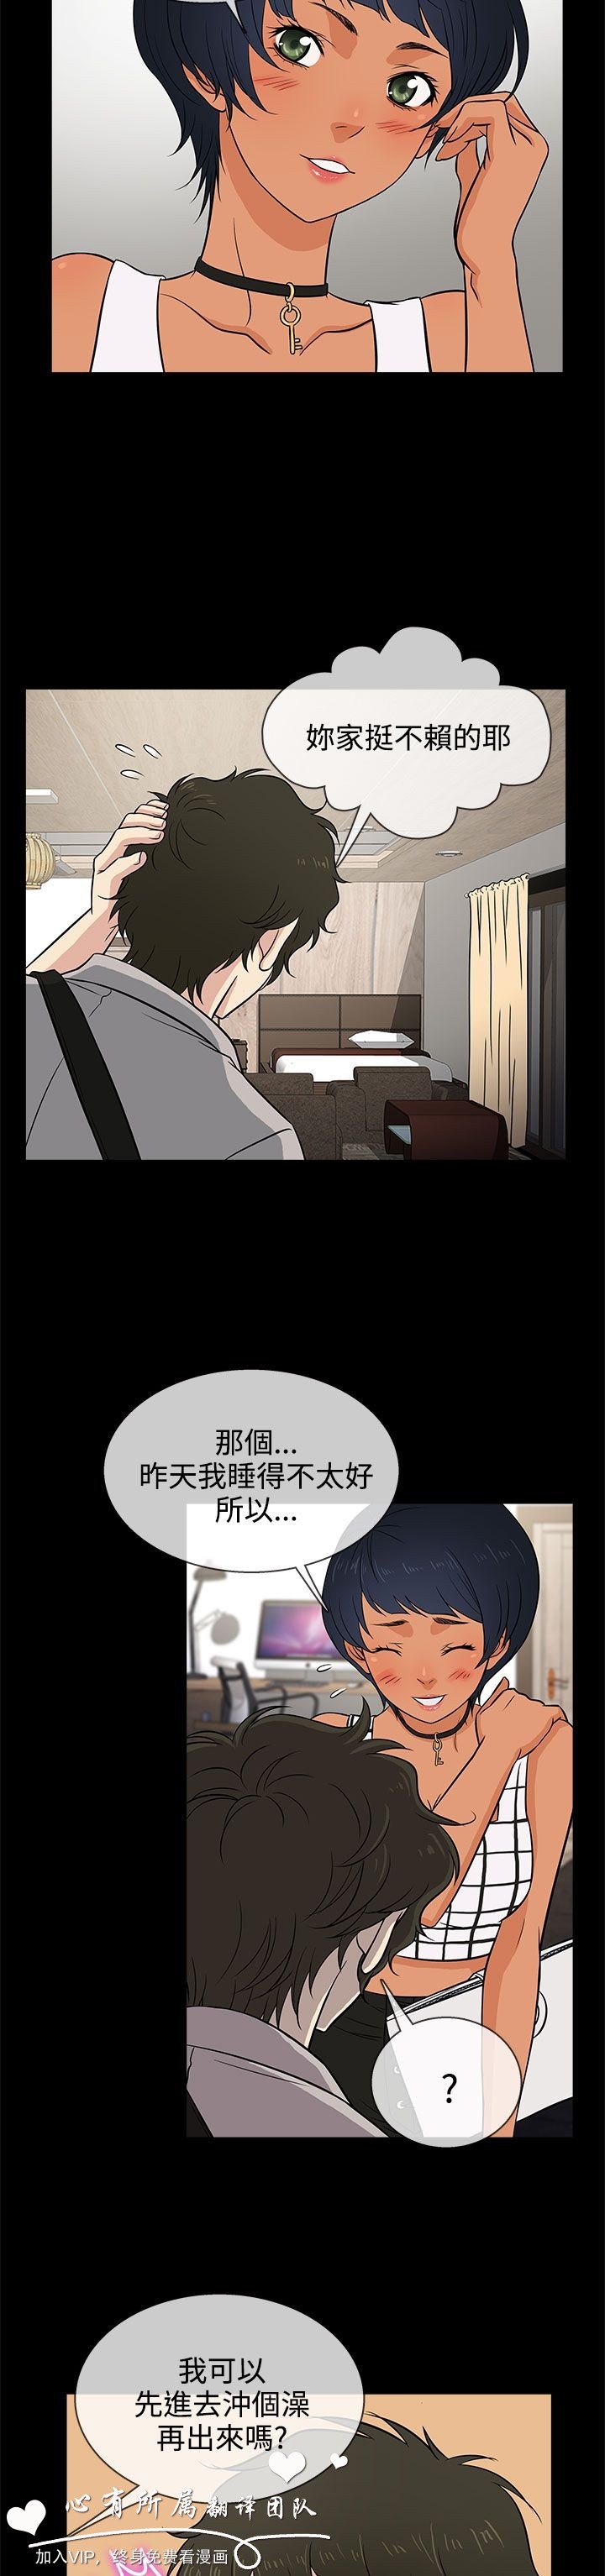 妳家挺不賴的耶
那個...
昨天我睡得不太好
所以...
?
我可以
先進去沖個澡
再出來嗎?
心有所属翻译团队
加入VIP，终身免费看漫画